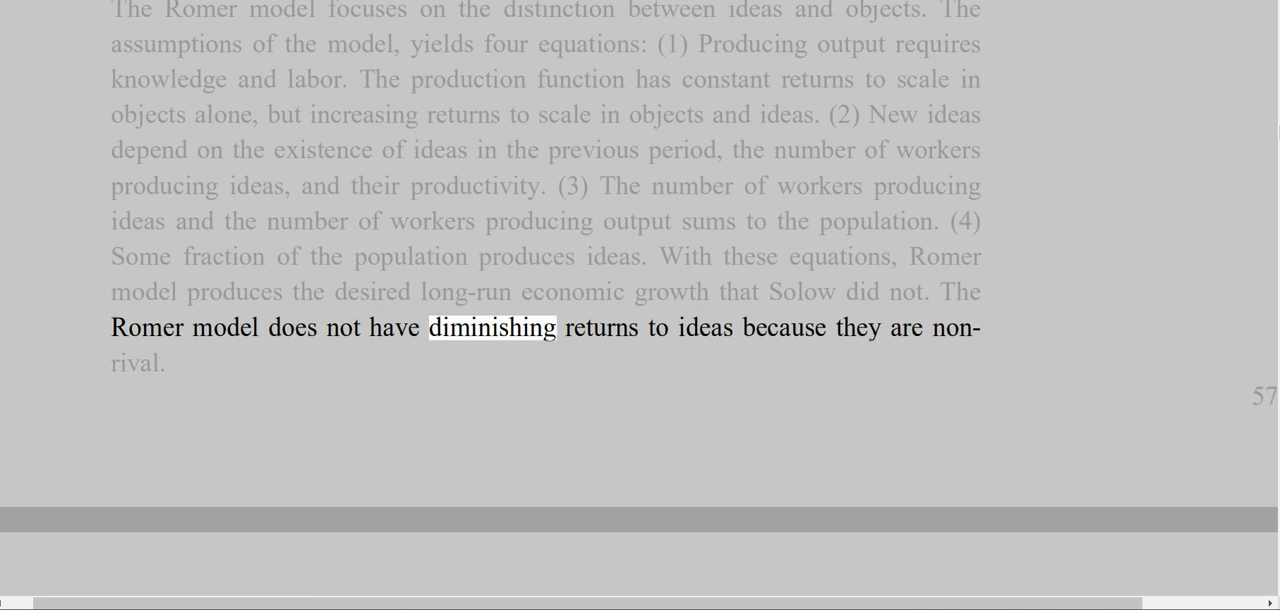 The Romer model focuses on the distinction between ideas and objects. The
assumptions of the model, yields four equations: (1) Producing output requires
knowledge and labor. The production function has constant returns to scale in
objects alone, but increasing returns to scale in objects and ideas. (2) New ideas
depend on the existence of ideas in the previous period, the number of workers
producing ideas, and their productivity. (3) The number of workers producing
ideas and the number of workers producing output sums to the population. (4)
Some fraction of the population produces ideas. With these equations, Romer
model produces the desired long-run economic growth that Solow did not. The
Romer model does not have diminishing returns to ideas because they are non-
rival.
57